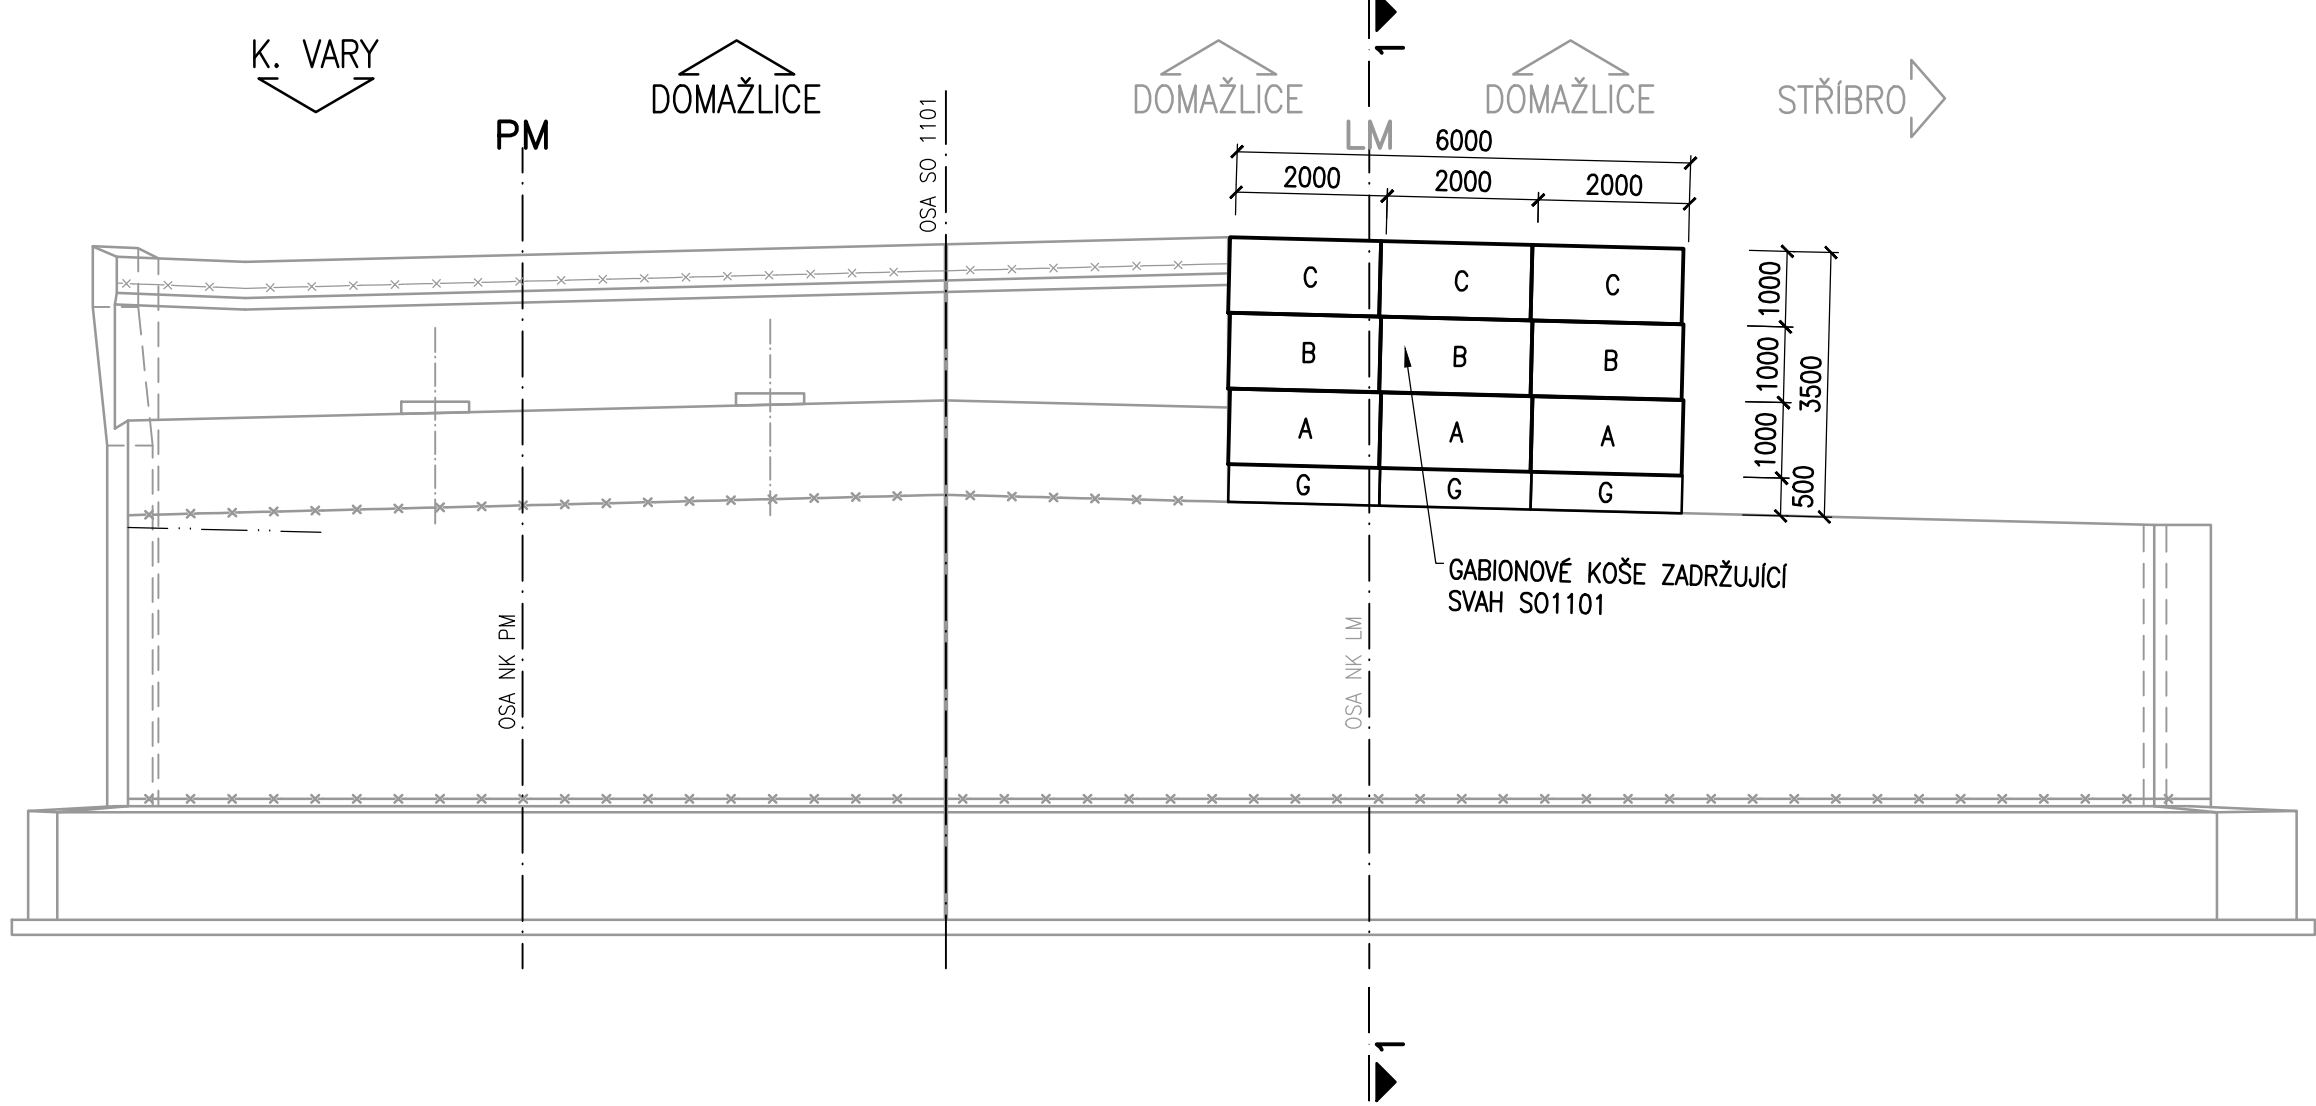 K. VARY
DOMAŽLICE
DOMAŽLICE
DOMAŽLICE
STŘÍBRO
1
PM
OSA SO 1101
LM
6000
2000
2000
2000
C
C
C
B
B
B
A
A
A
G
G
G
1000
1000
1000
500
3500
GABIONOVÉ KOŠE ZADRŽUJÍCÍ
SVAH SO1101
OSA NK PM
OSA NK LM
1